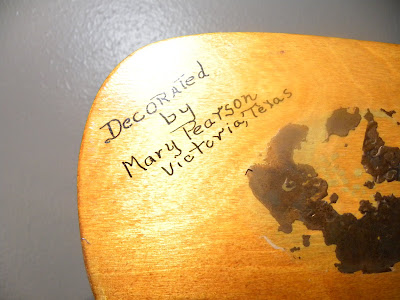 DecORATed
by
Mary Pearson
Victoria, Texas